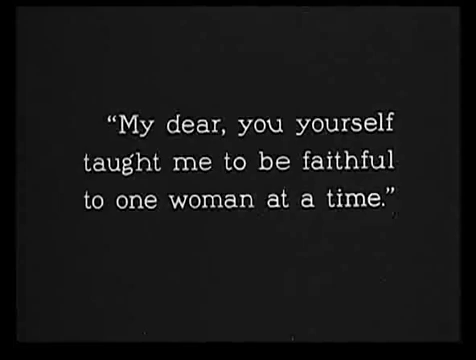 “My dear, you yourself
taught me to be faithful
to one woman at a time.”